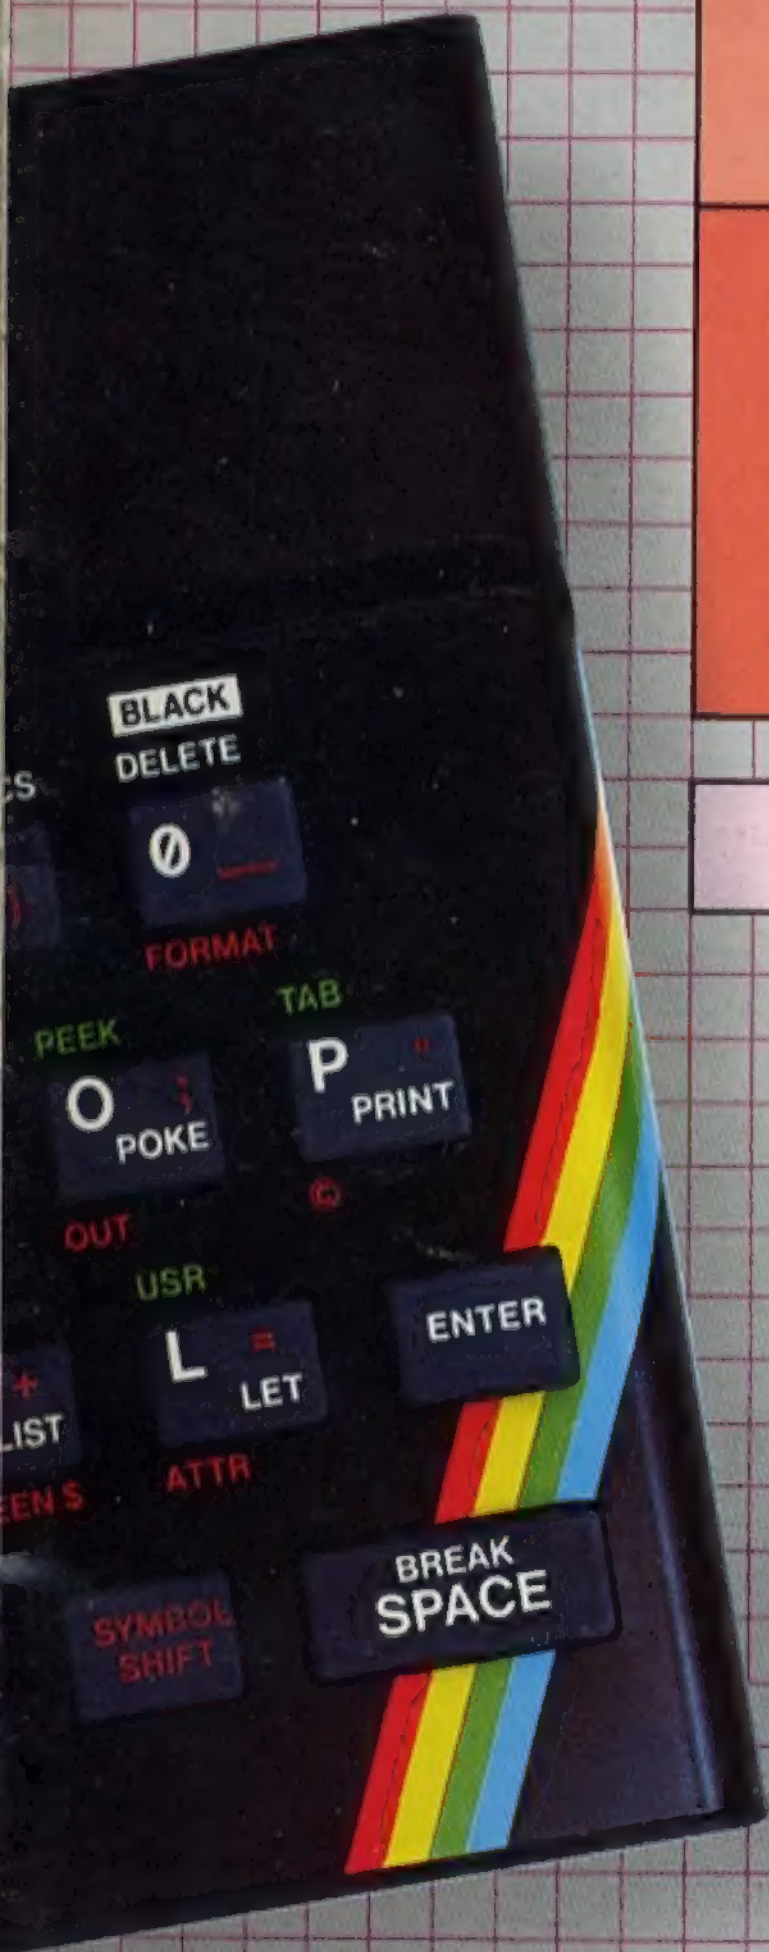 BLACK
DELETE
CS
0 _
)
FORMAT
PEEK
TAB
O ;
POKE
P "
PRINT
OUT
©
USR
L =
LET
ENTER
+
LIST
EEN $
ATTR
BREAK
SPACE
SYMBOL
SHIFT